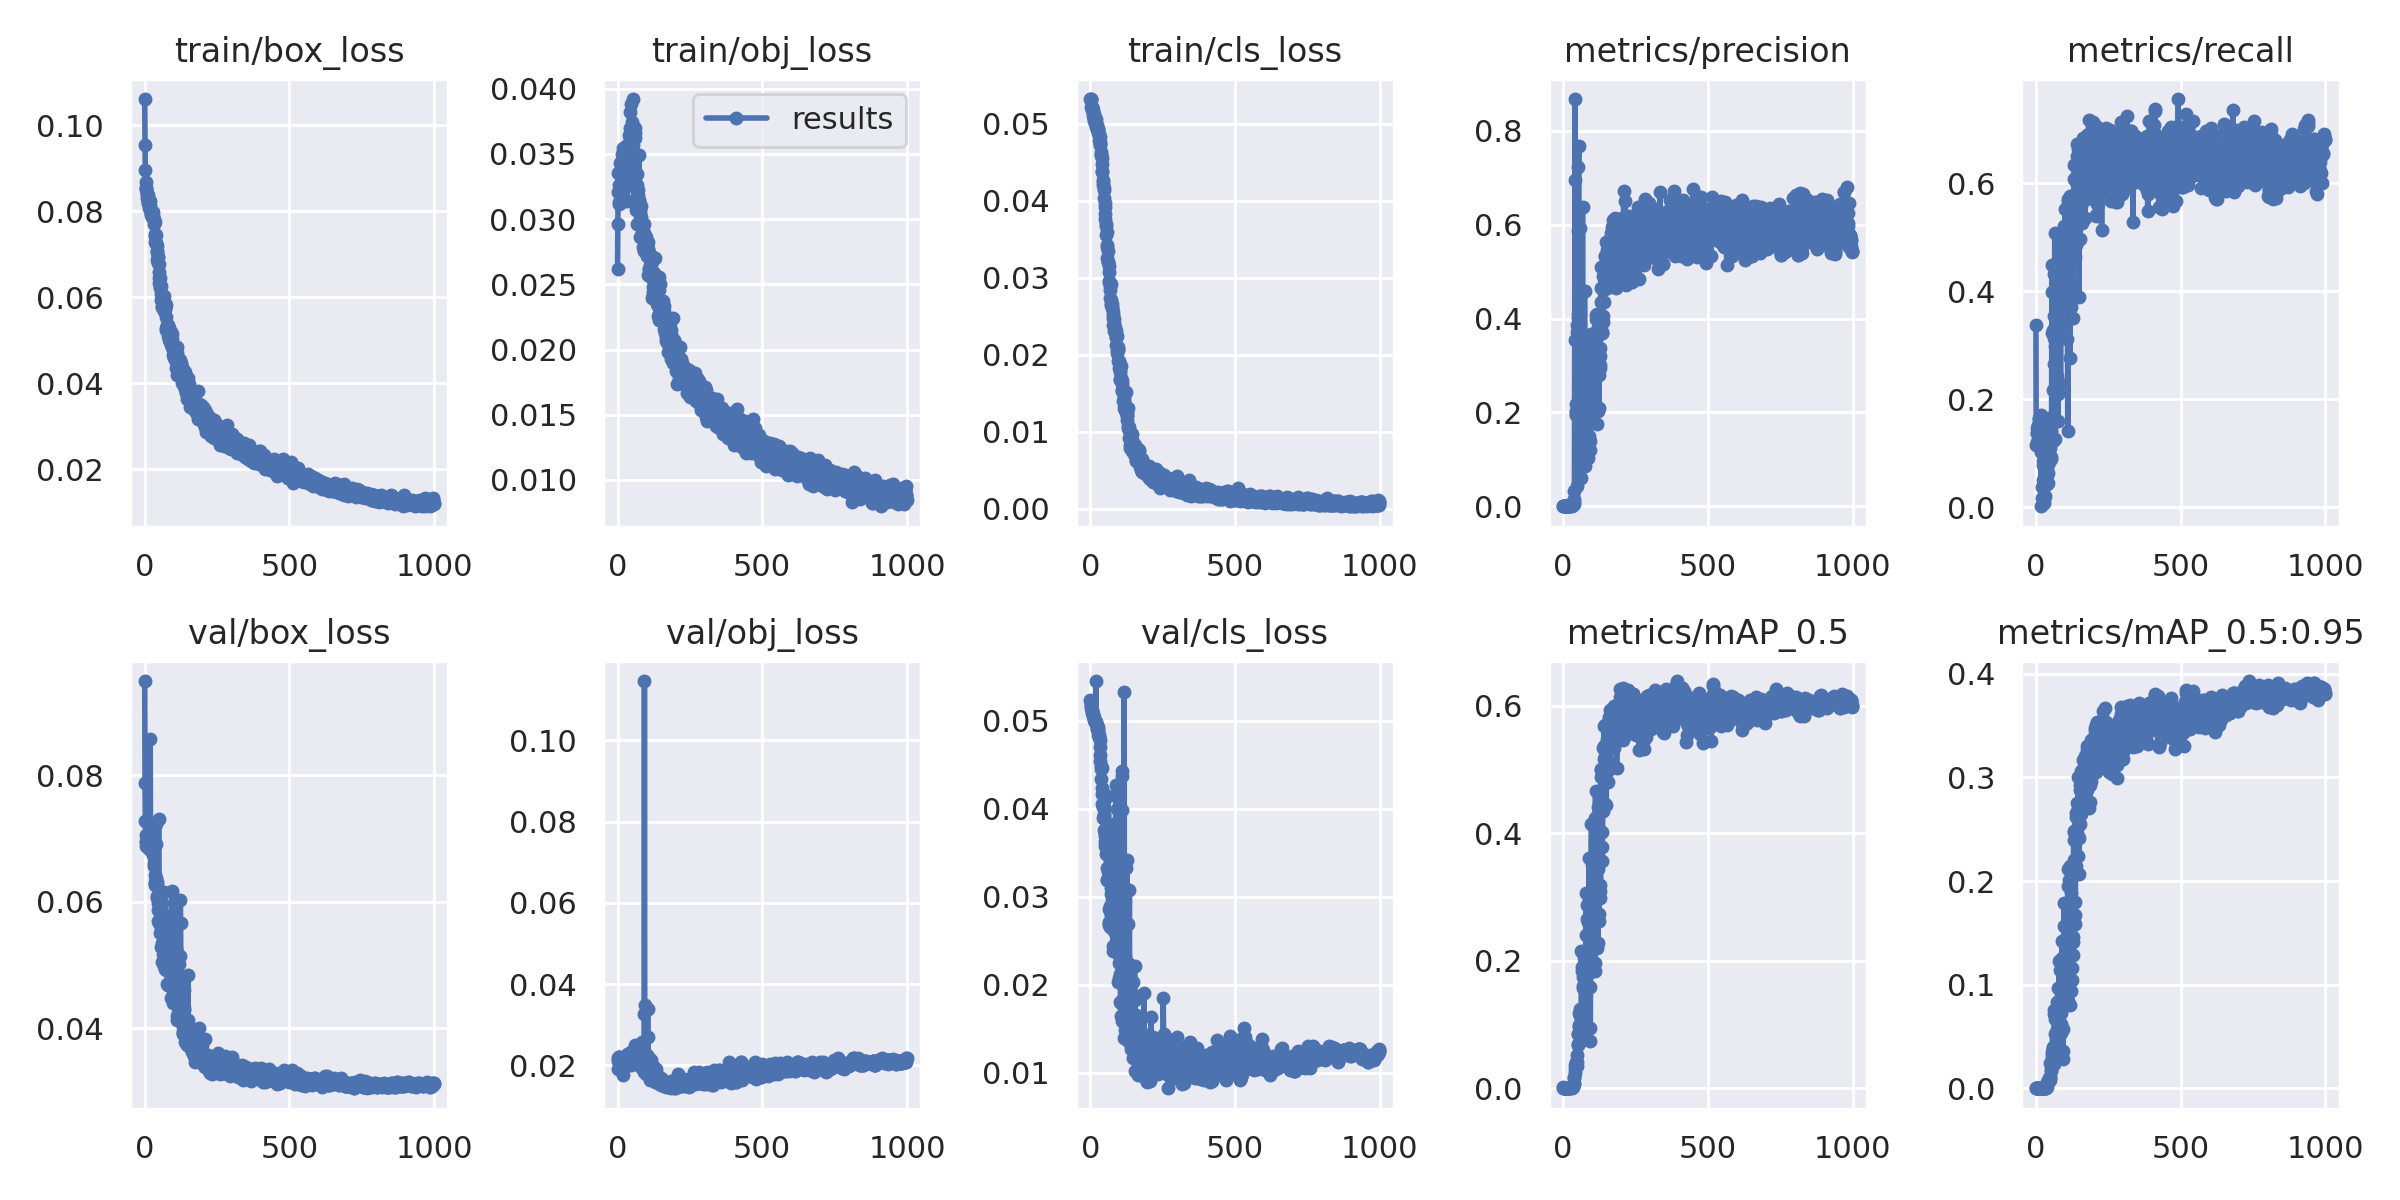 train/box_loss
0.10
0.08
0.06
0.04
0.02
0 500 1000
train/obj_loss
results
0.040
0.035
0.030
0.025
0.020
0.015
0.010
0 500 1000
train/cls_loss
0.05
0.04
0.03
0.02
0.01
0.00
0 500 1000
metrics/precision
0.8
0.6
0.4
0.2
0.0
0 500 1000
metrics/recall
0.6
0.4
0.2
0.0
0 500 1000
val/box_loss
0.08
0.06
0.04
0 500 1000
val/obj_loss
0.10
0.08
0.06
0.04
0.02
0 500 1000
val/cls_loss
0.05
0.04
0.03
0.02
0.01
0 500 1000
metrics/mAP_0.5
0.6
0.4
0.2
0.0
0 500 1000
metrics/mAP_0.5:0.95
0.4
0.3
0.2
0.1
0.0
0 500 1000